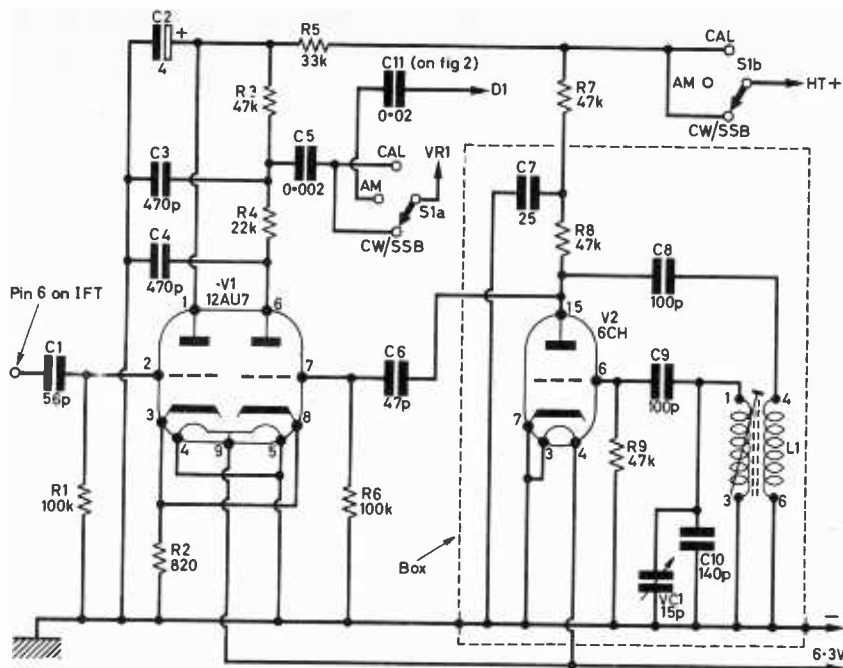 C2
+
4
R5
33k
C11 (on fig 2)
D1
0·02
CAL
S1b
AM
HT+
CW/SSB
R3
47k
R7
47k
C5
0·002
CAL
VR1
AM
S1a
CW/SSB
C3
470p
C7
25
R4
22k
R8
47k
C8
100p
C4
470p
V1
12AU7
1
6
Pin 6 on IFT
C1
56p
2
7
C6
47p
15
V2
6CH
6
C9
100p
1
4
3
8
4
9
5
7
3
4
R9
47k
L1
3
6
R1
100k
R6
100k
R2
820
Box
C10
140p
VC1
15p
–
6·3V